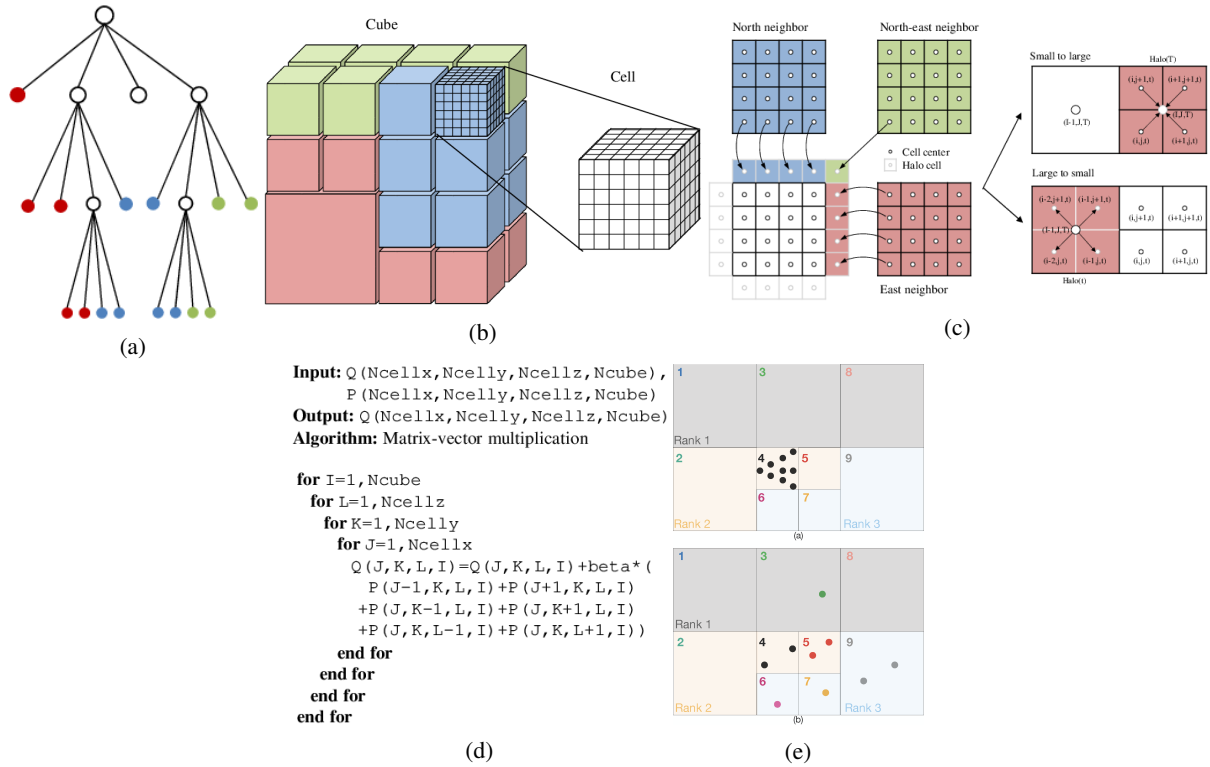 Cube
Cell
(a)
(b)
North neighbor
North-east neighbor
Cell center
Halo cell
East neighbor
Small to large
Halo(T)
(i,j+1,t)
(i+1,j+1,t)
(I-1,J,T)
(I,J,T)
(i,j,t)
(i+1,j,t)
Large to small
(i-2,j+1,t)
(i-1,j+1,t)
(I-1,J,T)
(i-2,j,t)
(i-1,j,t)
(i,j+1,t)
(i+1,j+1,t)
(i,j,t)
(i+1,j,t)
Halo(t)
(c)
Input: Q(Ncellx,Ncelly,Ncellz,Ncube),
P(Ncellx,Ncelly,Ncellz,Ncube)
Output: Q(Ncellx,Ncelly,Ncellz,Ncube)
Algorithm: Matrix-vector multiplication
for I=1,Ncube
for L=1,Ncellz
for K=1,Ncelly
for J=1,Ncellx
Q(J,K,L,I)=Q(J,K,L,I)+beta*(
P(J-1,K,L,I)+P(J+1,K,L,I)
+P(J,K-1,L,I)+P(J,K+1,L,I)
+P(J,K,L-1,I)+P(J,K,L+1,I))
end for
end for
end for
end for
(d)
1 3 8
Rank 1
2 4 5 9
6 7
Rank 2 Rank 3
(a)
1 3 8
Rank 1
2 4 5 9
6 7
Rank 2 Rank 3
(b)
(e)